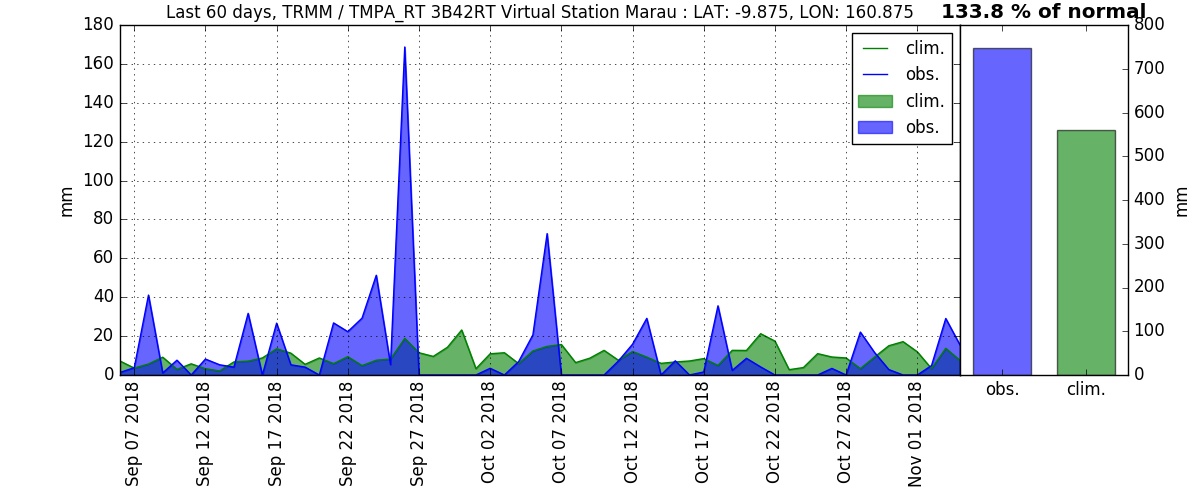 Last 60 days, TRMM / TMPA_RT 3B42RT Virtual Station Marau : LAT: -9.875, LON: 160.875
133.8 % of normal
180
160
140
120
100
80
60
40
20
0
mm
clim.
obs.
clim.
obs.
800
700
600
500
400
300
200
100
0
mm
Sep 07 2018
Sep 12 2018
Sep 17 2018
Sep 22 2018
Sep 27 2018
Oct 02 2018
Oct 07 2018
Oct 12 2018
Oct 17 2018
Oct 22 2018
Oct 27 2018
Nov 01 2018
obs.
clim.